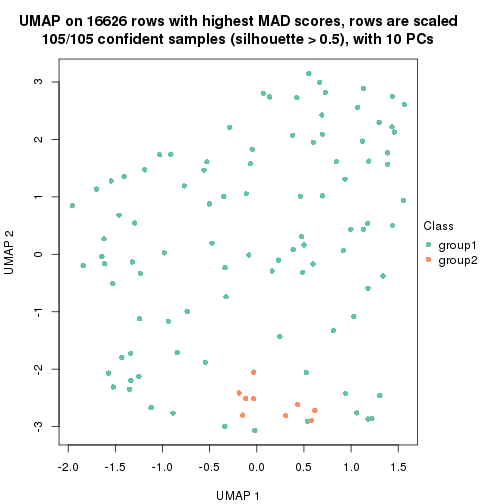 UMAP on 16626 rows with highest MAD scores, rows are scaled
105/105 confident samples (silhouette > 0.5), with 10 PCs
3
2
1
0
-1
-2
-3
UMAP 2
-2.0 -1.5 -1.0 -0.5 0.0 0.5 1.0 1.5
UMAP 1
Class
group1
group2